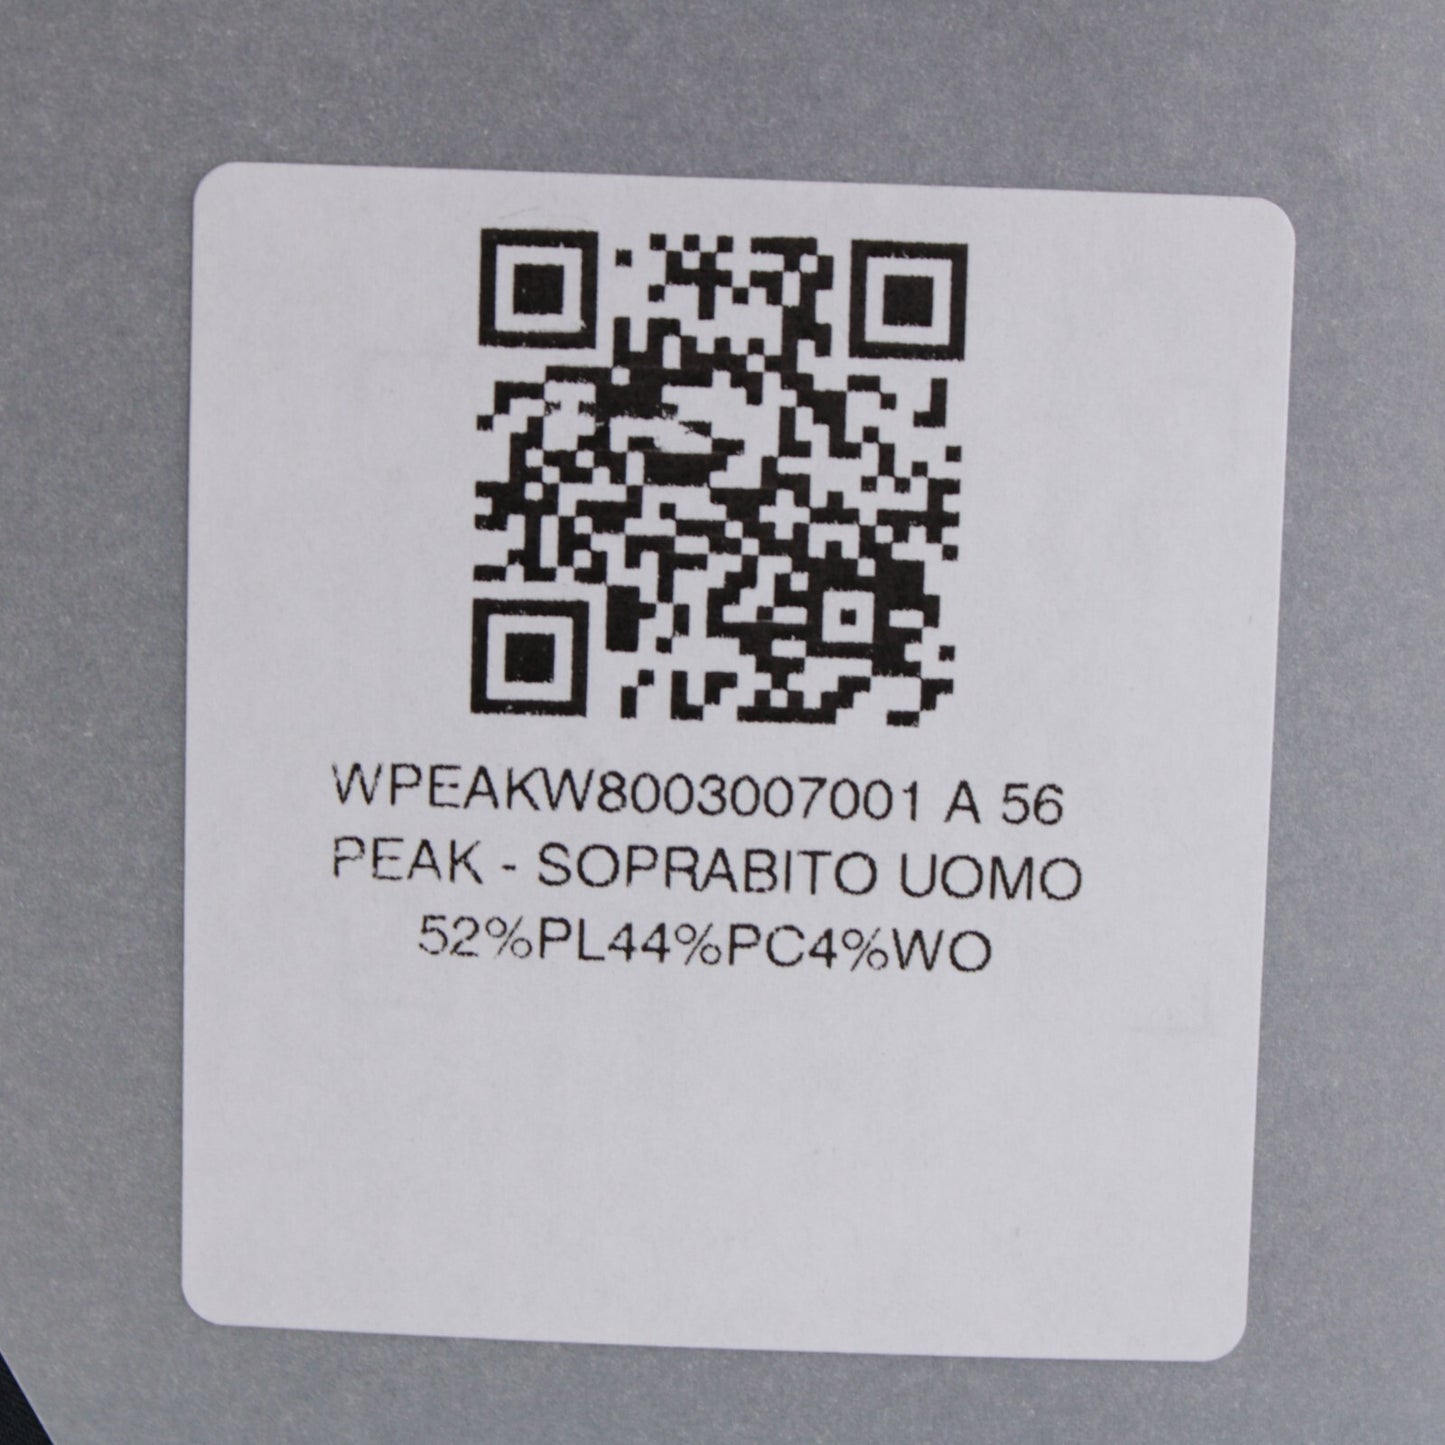 WPEAKW8003007001 A 56
PEAK - SOPRABITO UOMO
52%PL44%PC4%WO